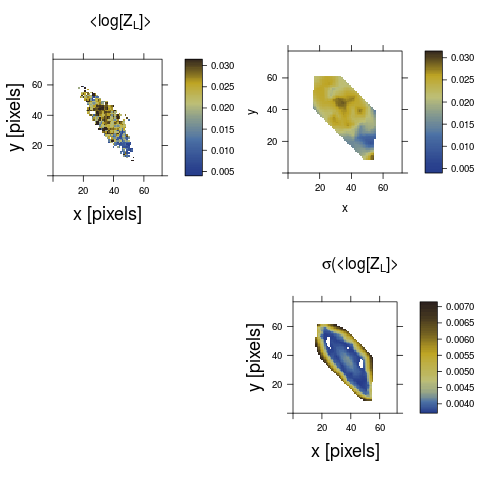 <log[Z_L]>
60
40
20
20 40 60
x [pixels]
y [pixels]
0.030
0.025
0.020
0.015
0.010
0.005
60
40
20
20 40 60
x
y
0.030
0.025
0.020
0.015
0.010
0.005
σ(<log[Z_L]>
60
40
20
20 40 60
x [pixels]
y [pixels]
0.0070
0.0065
0.0060
0.0055
0.0050
0.0045
0.0040